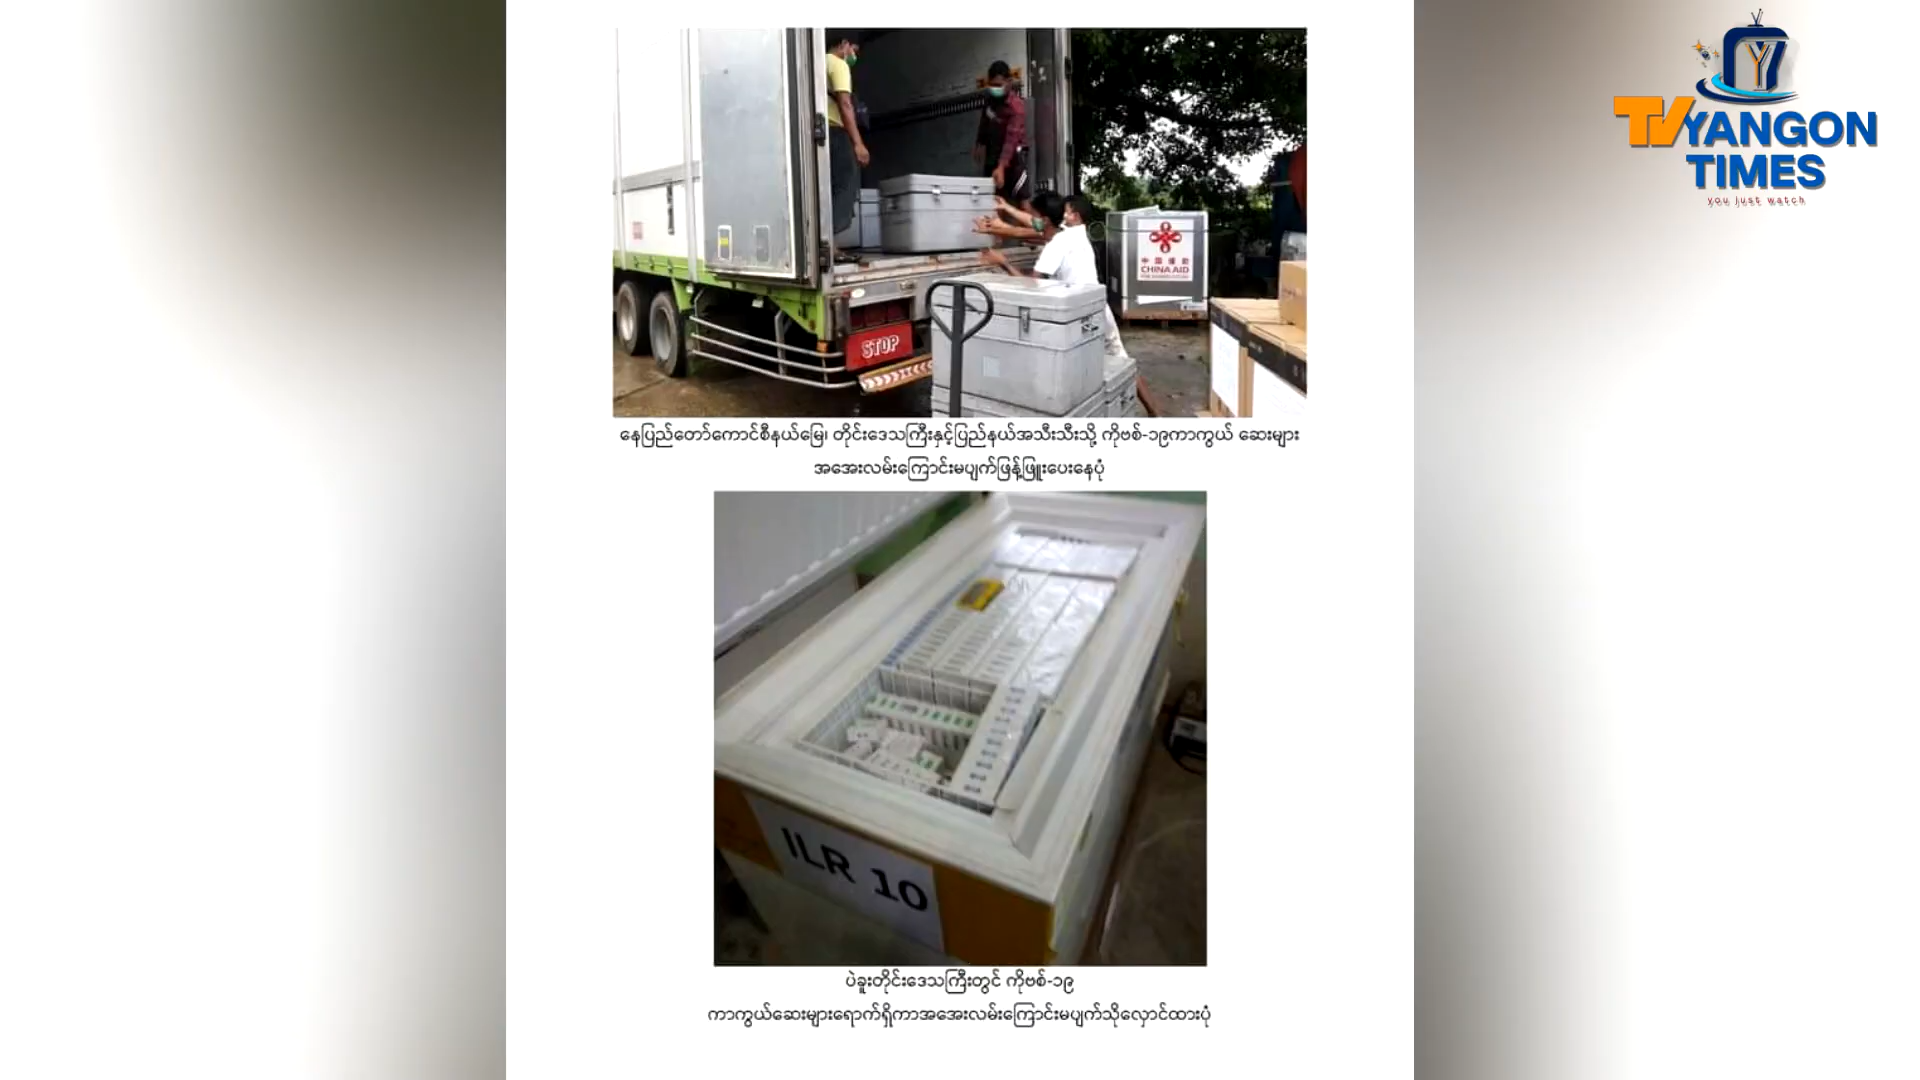 TV YANGON
TIMES
you just watch
中国援助
CHINA AID
FOR SHARED FUTURE
STOP
နေပြည်တော်ကောင်စီနယ်မြေ၊ တိုင်းဒေသကြီးနှင့်ပြည်နယ်အသီးသီးသို့ ကိုဗစ်-၁၉ကာကွယ် ဆေးများ
အအေးလမ်းကြောင်းမပျက်ဖြန့်ဖြူးပေးနေပုံ
ILR 10
ပဲခူးတိုင်းဒေသကြီးတွင် ကိုဗစ်-၁၉
ကာကွယ်ဆေးများရောက်ရှိကာအအေးလမ်းကြောင်းမပျက်သိုလှောင်ထားပုံ